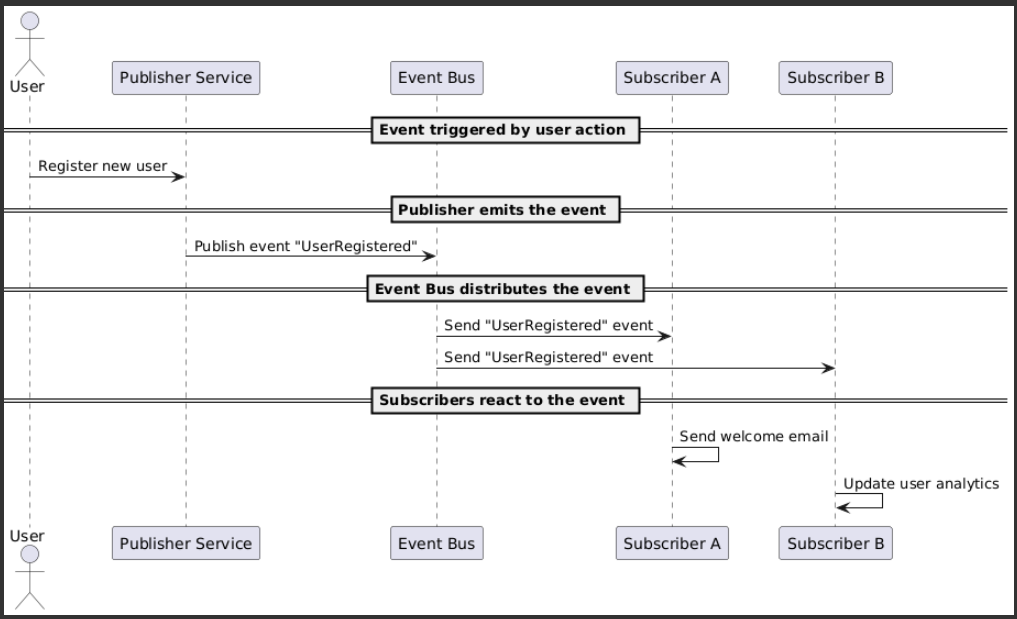 User
Publisher Service
Event Bus
Subscriber A
Subscriber B
Event triggered by user action
Register new user
Publisher emits the event
Publish event "UserRegistered"
Event Bus distributes the event
Send "UserRegistered" event
Send "UserRegistered" event
Subscribers react to the event
Send welcome email
Update user analytics
User
Publisher Service
Event Bus
Subscriber A
Subscriber B